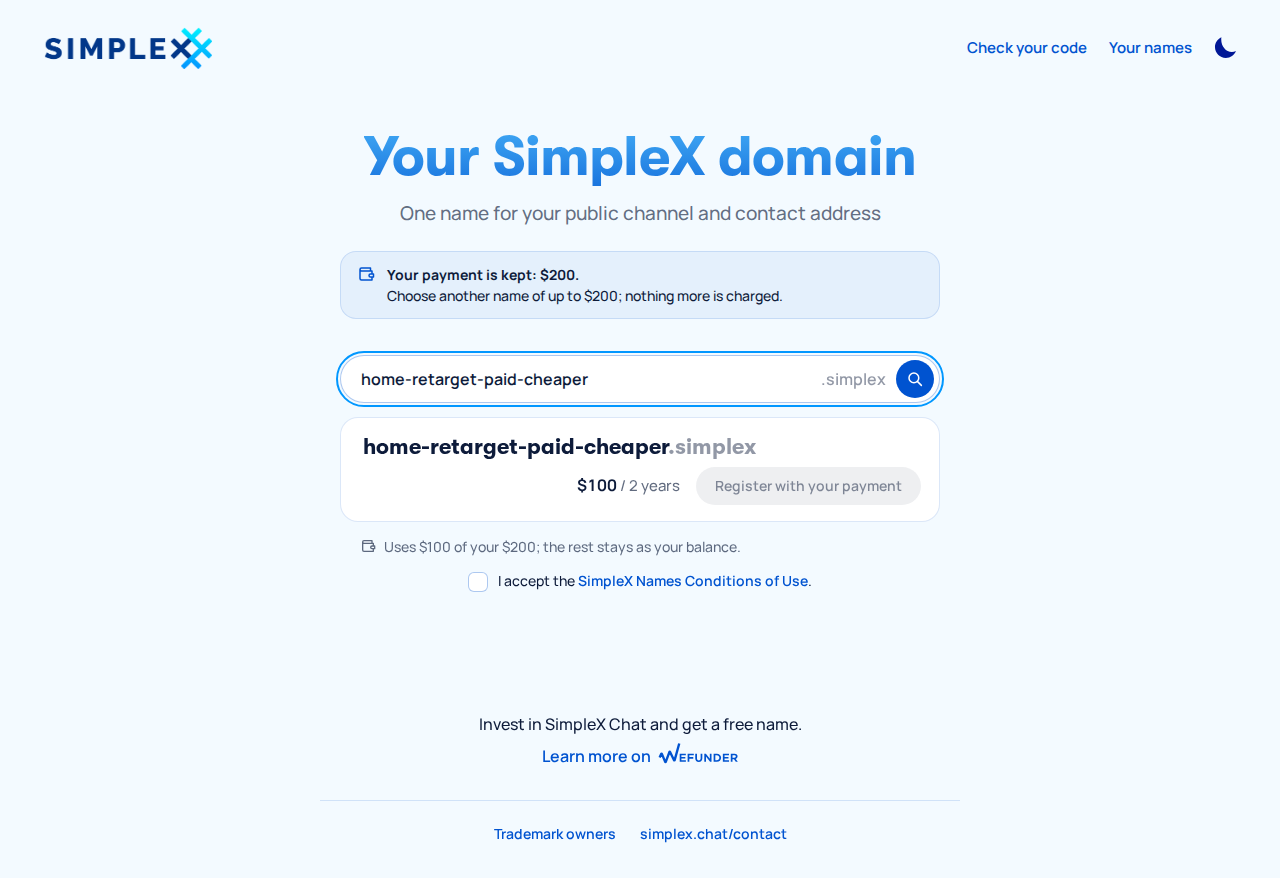 SIMPLEX
Check your code
Your names
Your SimpleX domain
One name for your public channel and contact address
Your payment is kept: $200.
Choose another name of up to $200; nothing more is charged.
home-retarget-paid-cheaper .simplex
home-retarget-paid-cheaper.simplex
$100 / 2 years Register with your payment
Uses $100 of your $200; the rest stays as your balance.
I accept the SimpleX Names Conditions of Use.
Invest in SimpleX Chat and get a free name.
Learn more on WEFUNDER
Trademark owners simplex.chat/contact